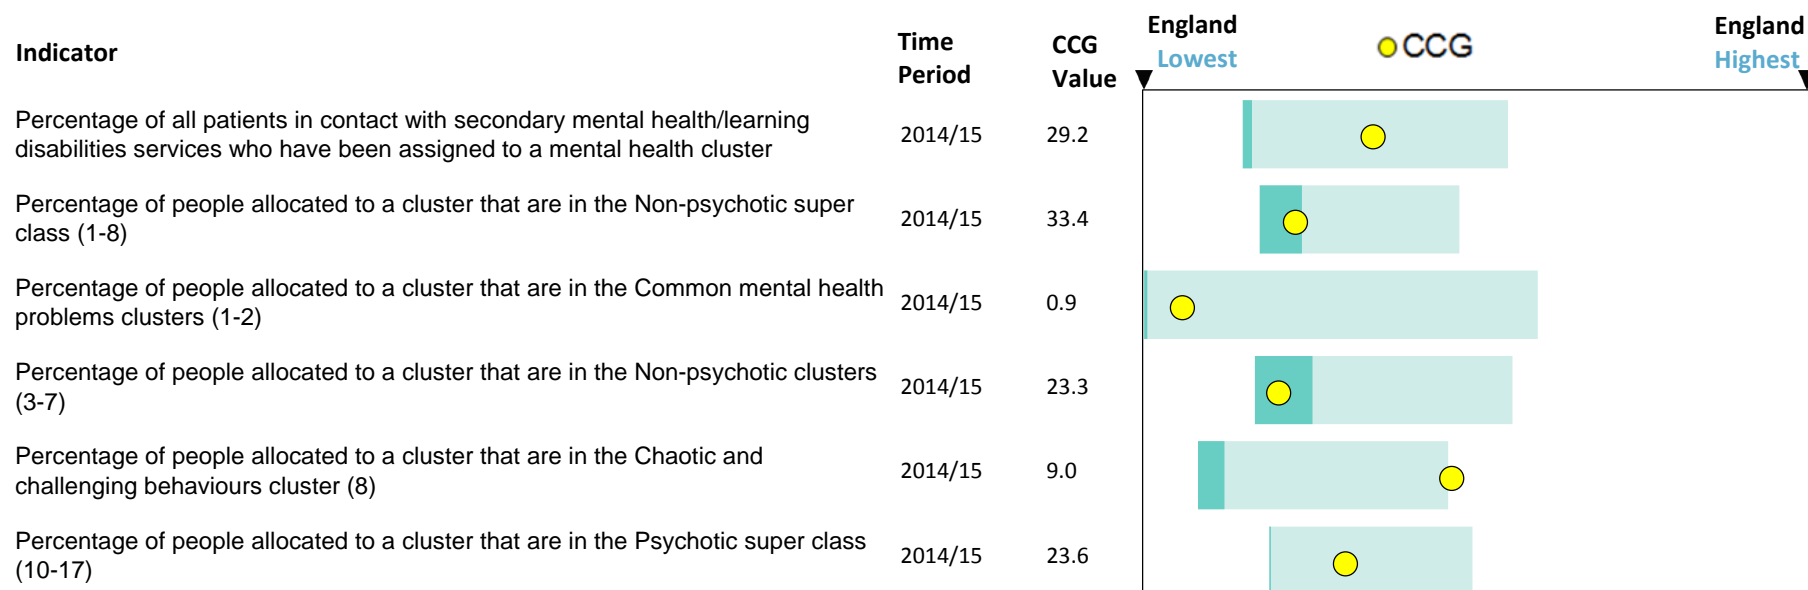 Indicator
Time
Period
CCG
Value
England
Lowest
CCG
England
Highest
Percentage of all patients in contact with secondary mental health/learning
disabilities services who have been assigned to a mental health cluster
2014/15
29.2
Percentage of people allocated to a cluster that are in the Non-psychotic super
class (1-8)
2014/15
33.4
Percentage of people allocated to a cluster that are in the Common mental health
problems clusters (1-2)
2014/15
0.9
Percentage of people allocated to a cluster that are in the Non-psychotic clusters
(3-7)
2014/15
23.3
Percentage of people allocated to a cluster that are in the Chaotic and
challenging behaviours cluster (8)
2014/15
9.0
Percentage of people allocated to a cluster that are in the Psychotic super class
(10-17)
2014/15
23.6